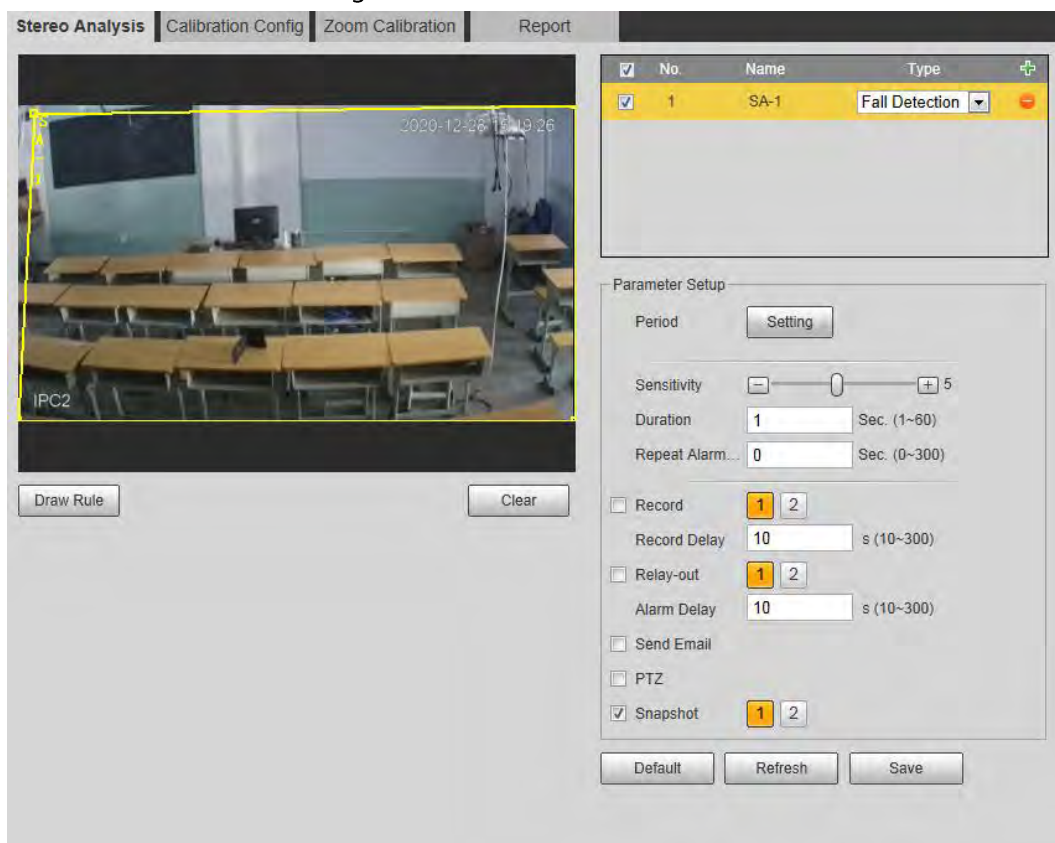 Stereo Analysis Calibration Config Zoom Calibration Report
No. Name Type
1 SA-1 Fall Detection
SA-1
2020-12-28
IPC2
Draw Rule Clear
Parameter Setup
Period Setting
Sensitivity 5
Duration 1 Sec. (1~60)
Repeat Alarm... 0 Sec. (0~300)
Record 1 2
Record Delay 10 s (10~300)
Relay-out 1 2
Alarm Delay 10 s (10~300)
Send Email
PTZ
Snapshot 1 2
Default Refresh Save